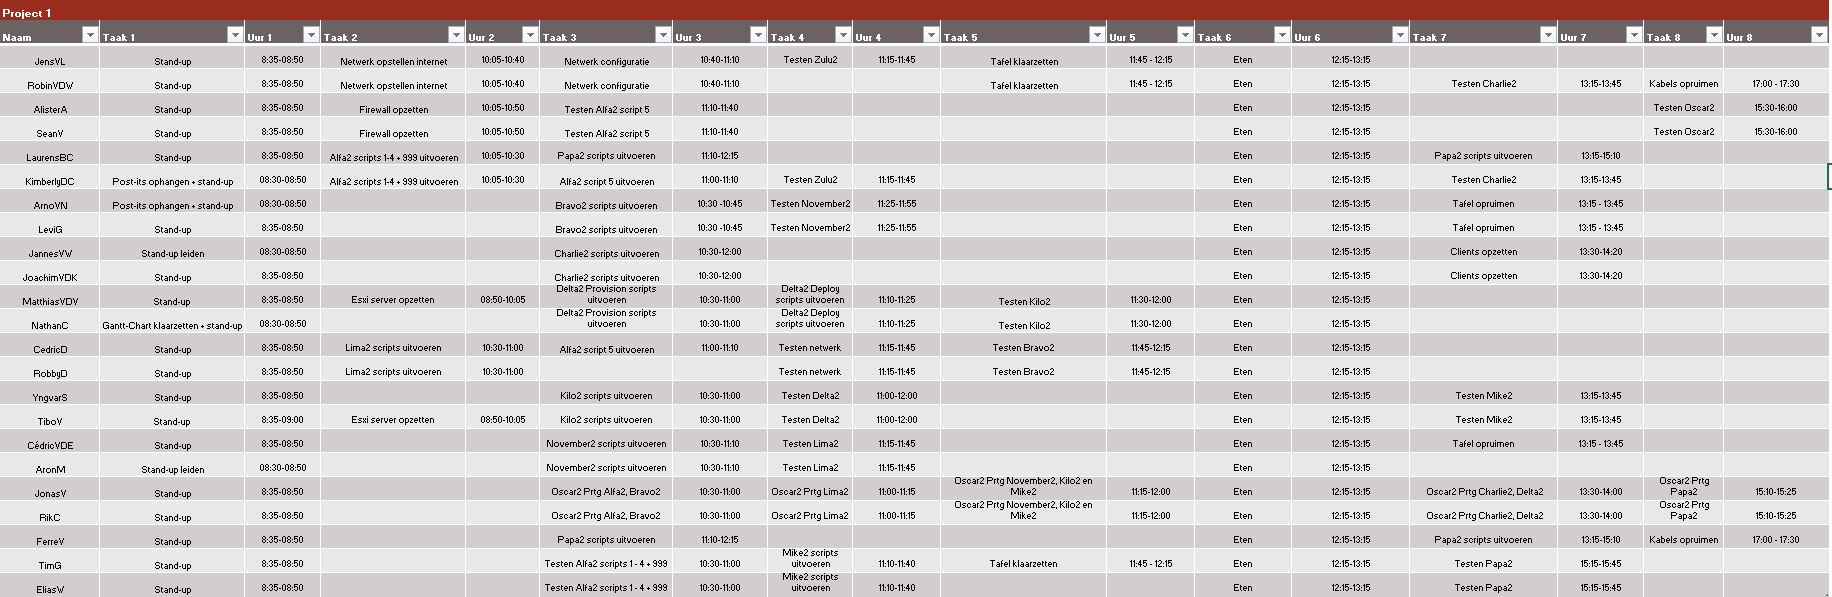 Project 1
Naam Taak 1 Uur 1 Taak 2 Uur 2 Taak 3 Uur 3 Taak 4 Uur 4 Taak 5 Uur 5 Taak 6 Uur 6 Taak 7 Uur 7 Taak 8 Uur 8
JensVL Stand-up 8:35-08:50 Netwerk opstellen internet 10:05-10:40 Netwerk configuratie 10:40-11:10 Testen Zulu2 11:15-11:45 Tafel klaarzetten 11:45 - 12:15 Eten 12:15-13:15
RobinVDW Stand-up 8:35-08:50 Netwerk opstellen internet 10:05-10:40 Netwerk configuratie 10:40-11:10 Tafel klaarzetten 11:45 - 12:15 Eten 12:15-13:15 Testen Charlie2 13:15-13:45 Kabels opruimen 17:00 - 17:30
AlisterA Stand-up 8:35-08:50 Firewall opzetten 10:05-10:50 Testen Alfa2 script 5 11:10-11:40 Eten 12:15-13:15 Testen Oscar2 15:30-16:00
SeanV Stand-up 8:35-08:50 Firewall opzetten 10:05-10:50 Testen Alfa2 script 5 11:10-11:40 Eten 12:15-13:15 Testen Oscar2 15:30-16:00
LaurensBC Stand-up 8:35-08:50 Alfa2 scripts 1-4 + 999 uitvoeren 10:05-10:30 Papa2 scripts uitvoeren 11:10-12:15 Eten 12:15-13:15 Papa2 scripts uitvoeren 13:15-15:10
KimberlyDC Post-its ophangen + stand-up 08:30-08:50 Alfa2 scripts 1-4 + 999 uitvoeren 10:05-10:30 Alfa2 script 5 uitvoeren 11:00-11:10 Testen Zulu2 11:15-11:45 Eten 12:15-13:15 Testen Charlie2 13:15-13:45
ArnoVN Post-its ophangen + stand-up 08:30-08:50 Bravo2 scripts uitvoeren 10:30 -10:45 Testen November2 11:25-11:55 Eten 12:15-13:15 Tafel opruimen 13:15 - 13:45
LeviG Stand-up 8:35-08:50 Bravo2 scripts uitvoeren 10:30 -10:45 Testen November2 11:25-11:55 Eten 12:15-13:15 Tafel opruimen 13:15 - 13:45
JannesVW Stand-up leiden 08:30-08:50 Charlie2 scripts uitvoeren 10:30-12:00 Eten 12:15-13:15 Clients opzetten 13:30-14:20
JoachimVDK Stand-up 8:35-08:50 Charlie2 scripts uitvoeren 10:30-12:00 Eten 12:15-13:15 Clients opzetten 13:30-14:20
MatthiasVDV Stand-up 8:35-08:50 Esxi server opzetten 08:50-10:05 Delta2 Provision scripts uitvoeren 10:30-11:00 Delta2 Deploy scripts uitvoeren 11:10-11:25 Testen Kilo2 11:30-12:00 Eten 12:15-13:15
NathanC Gantt-Chart klaarzetten + stand-up 08:30-08:50 Delta2 Provision scripts uitvoeren 10:30-11:00 Delta2 Deploy scripts uitvoeren 11:10-11:25 Testen Kilo2 11:30-12:00 Eten 12:15-13:15
CedricD Stand-up 8:35-08:50 Lima2 scripts uitvoeren 10:30-11:00 Alfa2 script 5 uitvoeren 11:00-11:10 Testen netwerk 11:15-11:45 Testen Bravo2 11:45-12:15 Eten 12:15-13:15
RobbyD Stand-up 8:35-08:50 Lima2 scripts uitvoeren 10:30-11:00 Testen netwerk 11:15-11:45 Testen Bravo2 11:45-12:15 Eten 12:15-13:15
YngvarS Stand-up 8:35-08:50 Kilo2 scripts uitvoeren 10:30-11:00 Testen Delta2 11:00-12:00 Eten 12:15-13:15 Testen Mike2 13:15-13:45
TiboV Stand-up 8:35-09:00 Esxi server opzetten 08:50-10:05 Kilo2 scripts uitvoeren 10:30-11:00 Testen Delta2 11:00-12:00 Eten 12:15-13:15 Testen Mike2 13:15-13:45
CédricVDE Stand-up 8:35-08:50 November2 scripts uitvoeren 10:30-11:10 Testen Lima2 11:15-11:45 Eten 12:15-13:15 Tafel opruimen 13:15 - 13:45
AronM Stand-up leiden 08:30-08:50 November2 scripts uitvoeren 10:30-11:10 Testen Lima2 11:15-11:45 Eten 12:15-13:15
JonasV Stand-up 8:35-08:50 Oscar2 Prtg Alfa2, Bravo2 10:30-11:00 Oscar2 Prtg Lima2 11:00-11:15 Oscar2 Prtg November2, Kilo2 en Mike2 11:15-12:00 Eten 12:15-13:15 Oscar2 Prtg Charlie2, Delta2 13:30-14:00 Oscar2 Prtg Papa2 15:10-15:25
RikC Stand-up 8:35-08:50 Oscar2 Prtg Alfa2, Bravo2 10:30-11:00 Oscar2 Prtg Lima2 11:00-11:15 Oscar2 Prtg November2, Kilo2 en Mike2 11:15-12:00 Eten 12:15-13:15 Oscar2 Prtg Charlie2, Delta2 13:30-14:00 Oscar2 Prtg Papa2 15:10-15:25
FerreV Stand-up 8:35-08:50 Papa2 scripts uitvoeren 11:10-12:15 Eten 12:15-13:15 Papa2 scripts uitvoeren 13:15-15:10 Kabels opruimen 17:00 - 17:30
TimG Stand-up 8:35-08:50 Testen Alfa2 scripts 1 - 4 + 999 10:30-11:00 Mike2 scripts uitvoeren 11:10-11:40 Tafel klaarzetten 11:45 - 12:15 Eten 12:15-13:15 Testen Papa2 15:15-15:45
EliasW Stand-up 8:35-08:50 Testen Alfa2 scripts 1 - 4 + 999 10:30-11:00 Mike2 scripts uitvoeren 11:10-11:40 Eten 12:15-13:15 Testen Papa2 15:15-15:45